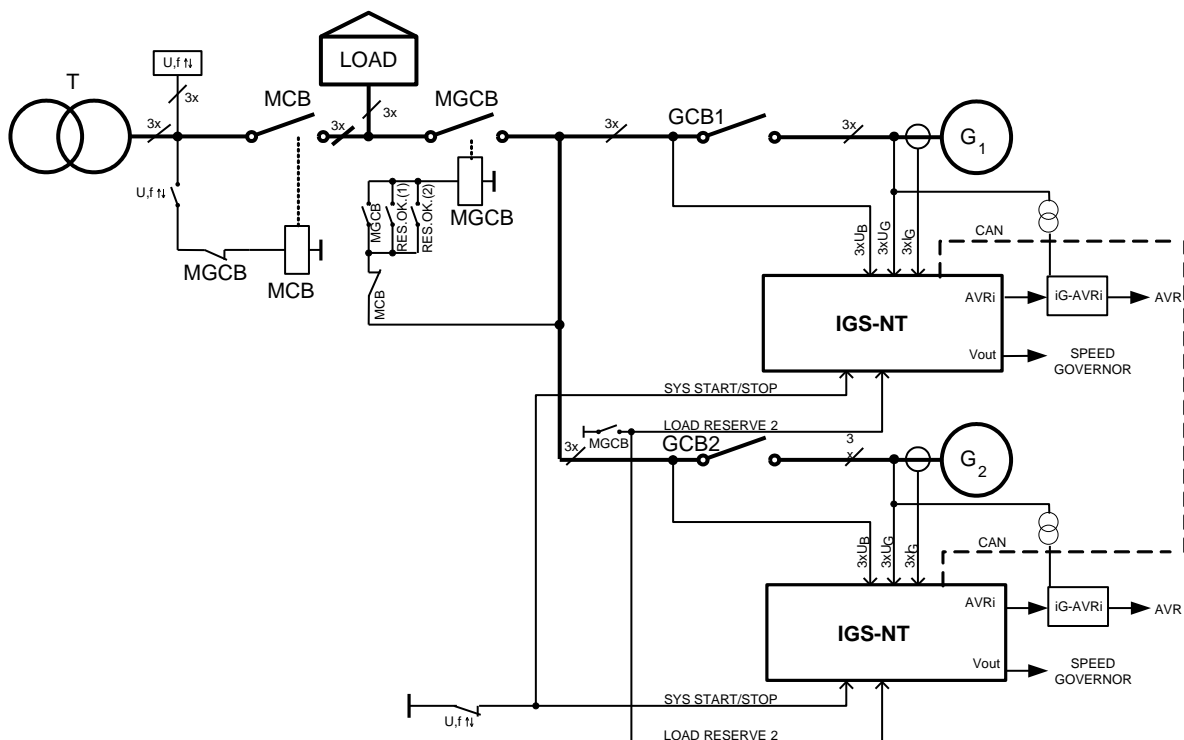 U,f ⇅
T
LOAD
3x
MCB
3x
MGCB
3x
3x
3x
GCB1
3x
G1
U,f ⇅
MGCB
MCB
MGCB
RES.OK.(1)
RES.OK.(2)
MGCB
MCB
3xUB
3xUG
3xIG
CAN
IGS-NT
AVRi
iG-AVRi
AVR
Vout
SPEED
GOVERNOR
SYS START/STOP
LOAD RESERVE 2
MGCB
3x
GCB2
3
x
G2
3xUB
3xUG
3xIG
CAN
IGS-NT
AVRi
iG-AVRi
AVR
Vout
SPEED
GOVERNOR
U,f ⇅
SYS START/STOP
LOAD RESERVE 2